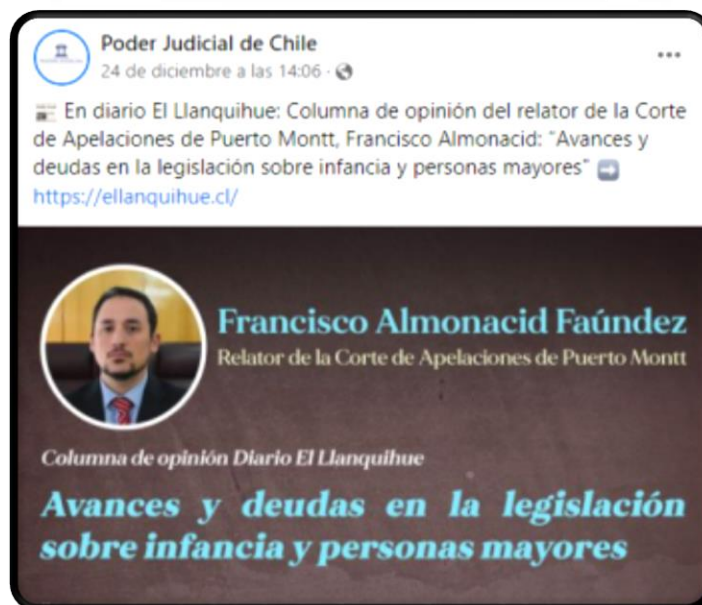 Poder Judicial de Chile
24 de diciembre a las 14:06 ·
En diario El Llanquihue: Columna de opinión del relator de la Corte
de Apelaciones de Puerto Montt, Francisco Almonacid: "Avances y
deudas en la legislación sobre infancia y personas mayores"
https://ellanquihue.cl/
Francisco Almonacid Faúndez
Relator de la Corte de Apelaciones de Puerto Montt
Columna de opinión Diario El Llanquihue
Avances y deudas en la legislación
sobre infancia y personas mayores